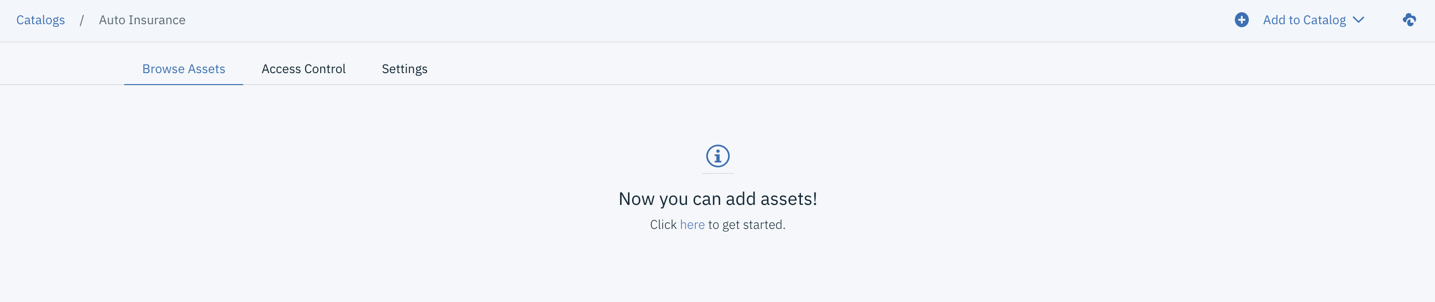 Catalogs / Auto Insurance
Add to Catalog
Browse Assets
Access Control
Settings
Now you can add assets!
Click here to get started.